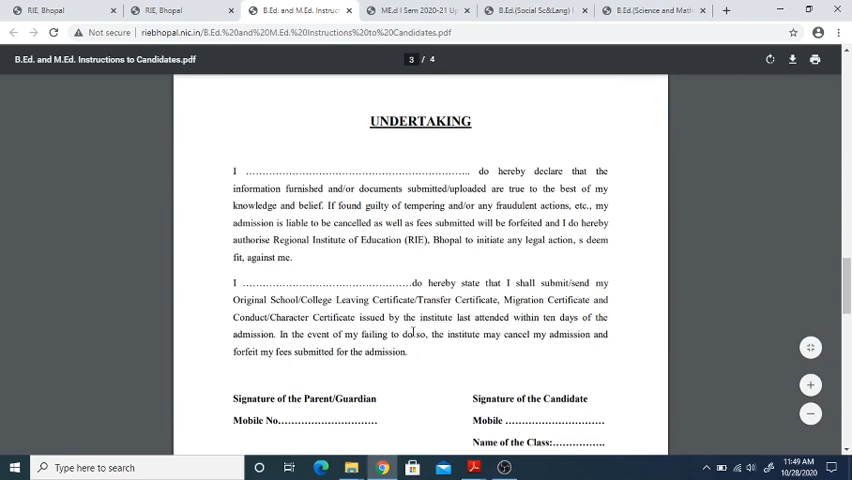 RIE, Bhopal
RIE, Bhopal
B.Ed. and M.Ed. Instruct
ME.d I Sem 2020-21 Up
B.Ed.(Social Sc&Lang) I
B.Ed.(Science and Math
Not secure | riebhopal.nic.in/B.Ed.%20and%20M.Ed.%20Instructions%20to%20Candidates.pdf
B.Ed. and M.Ed. Instructions to Candidates.pdf
3 / 4
UNDERTAKING
I ………………………………………………………….. do hereby declare that the
information furnished and/or documents submitted/uploaded are true to the best of my
knowledge and belief. If found guilty of tempering and/or any fraudulent actions, etc., my
admission is liable to be cancelled as well as fees submitted will be forfeited and I do hereby
authorise Regional Institute of Education (RIE), Bhopal to initiate any legal action, s deem
fit, against me.
I ……………………………………………do hereby state that I shall submit/send my
Original School/College Leaving Certificate/Transfer Certificate, Migration Certificate and
Conduct/Character Certificate issued by the institute last attended within ten days of the
admission. In the event of my failing to do so, the institute may cancel my admission and
forfeit my fees submitted for the admission.
Signature of the Parent/Guardian
Signature of the Candidate
Mobile No…………………………
Mobile …………………………
Name of the Class:…………….
Type here to search
11:49 AM
10/28/2020